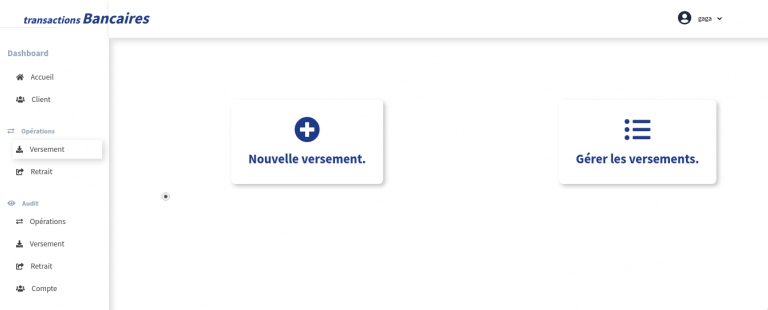 transactions Bancaires
gaga
Dashboard
Accueil
Client
Opérations
Versement
Retrait
Audit
Opérations
Versement
Retrait
Compte
Nouvelle versement.
Gérer les versements.